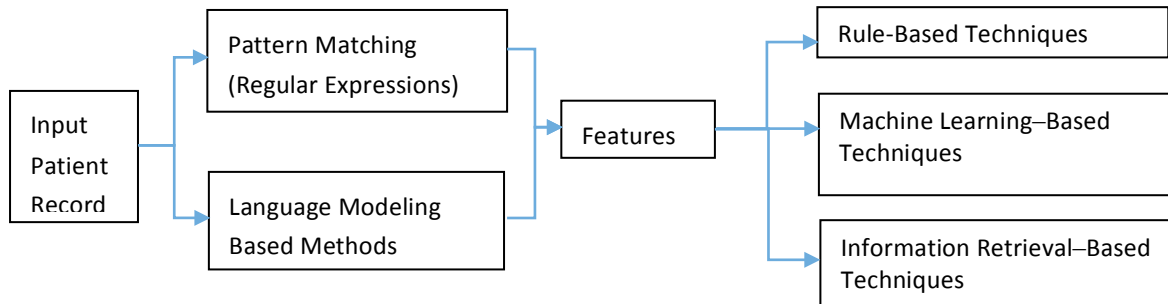 Input
Patient
Record
Pattern Matching
(Regular Expressions)
Language Modeling
Based Methods
Features
Rule-Based Techniques
Machine Learning–Based
Techniques
Information Retrieval–Based
Techniques